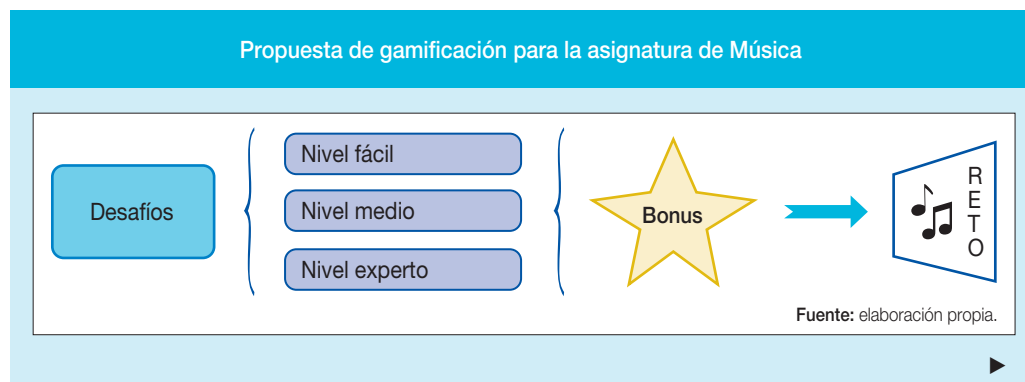 Propuesta de gamificación para la asignatura de Música
Desafíos
Nivel fácil
Nivel medio
Nivel experto
Bonus
RETO
Fuente: elaboración propia.